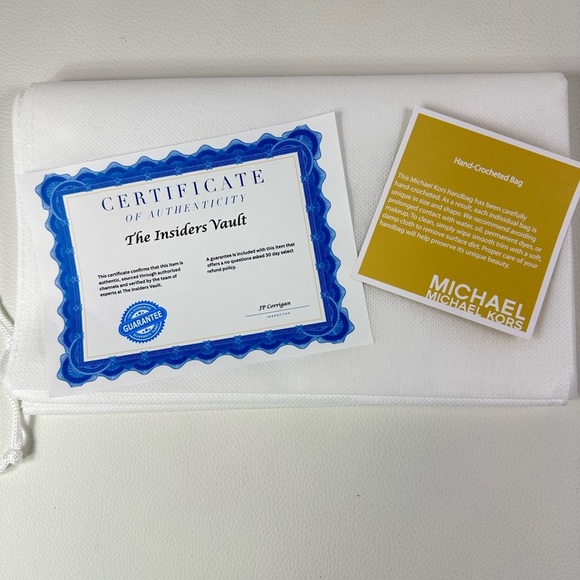 CERTIFICATE
OF AUTHENTICITY
The Insiders Vault
This certificate confirms that this item is
authentic, sourced through authorized
channels and verified by the team of
experts at The Insiders Vault.
A guarantee is included with this item that
offers a no questions asked 30 day select
refund policy.
GUARANTEE
JP Corrigan
INSPECTOR
Hand-Crocheted Bag
This Michael Kors handbag has been carefully
hand-crocheted. As a result, each individual bag is
unique in size and shape. We recommend avoiding
prolonged contact with water, oil, permanent dyes, or
makeup. To clean, simply wipe smooth trim with a soft,
damp cloth to remove surface dirt. Proper care of your
handbag will help preserve its unique beauty.
MICHAEL
MICHAEL KORS